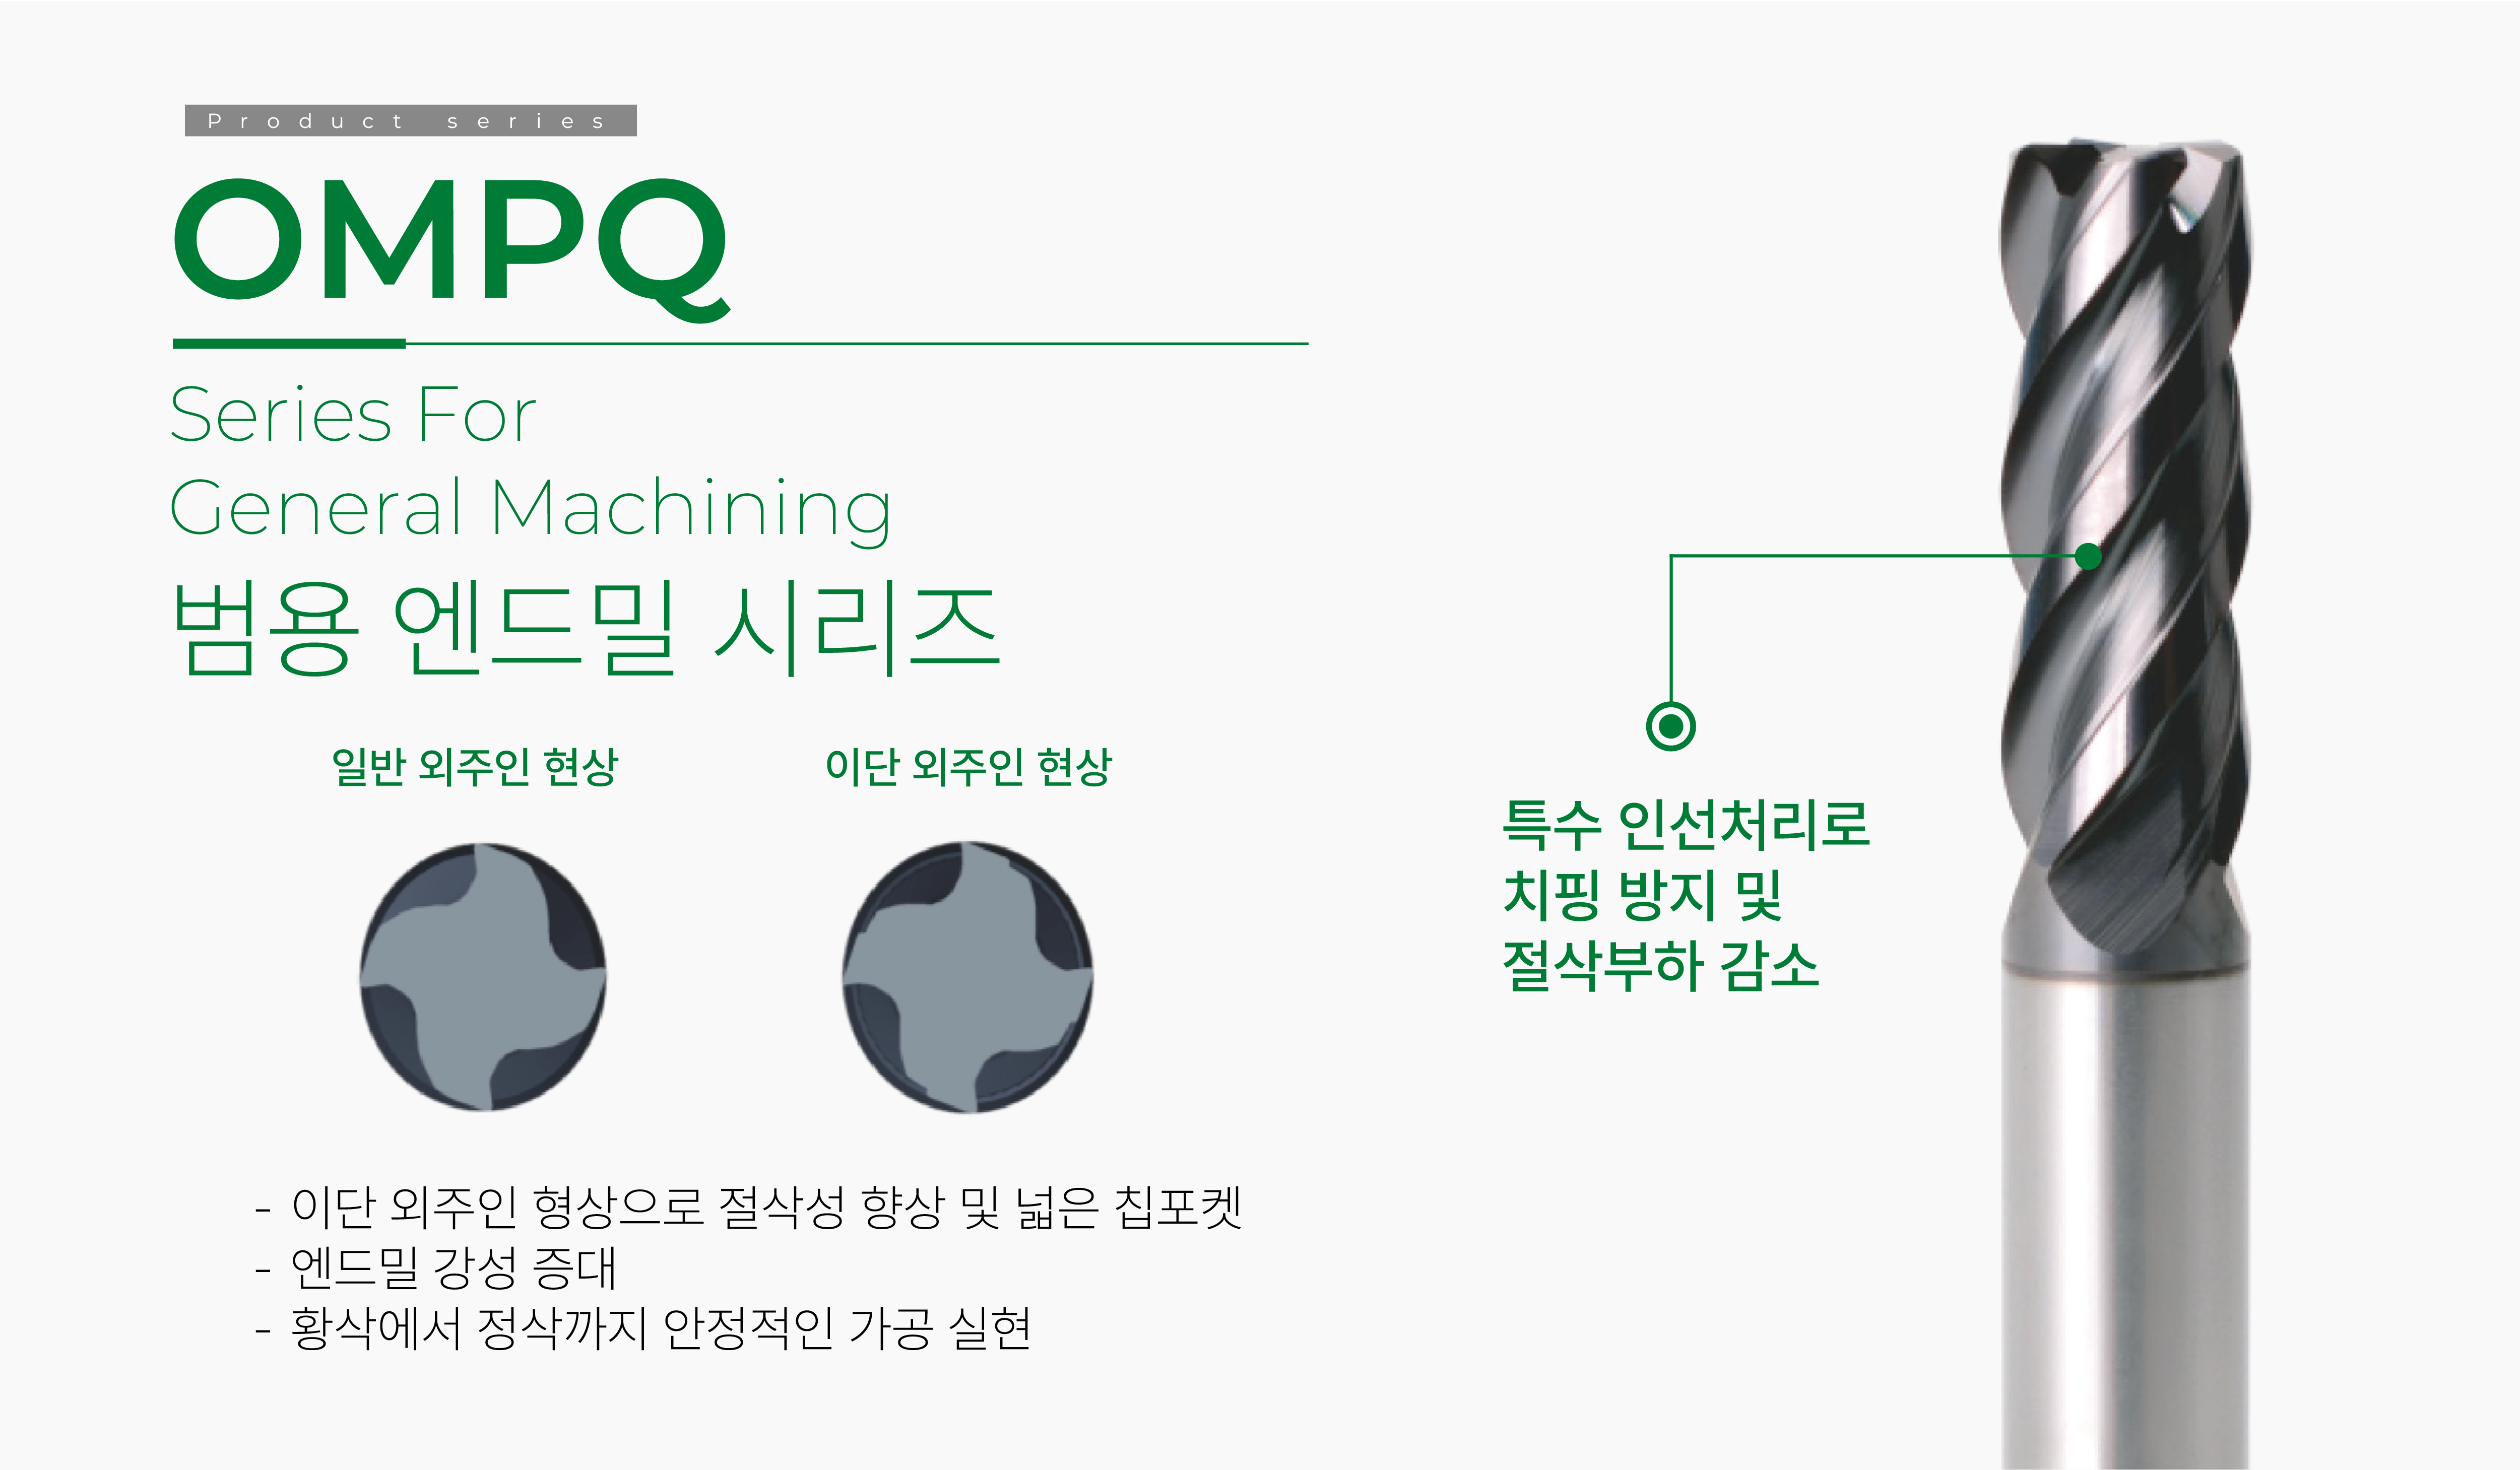 Product series
OMPQ
Series For
General Machining
범용 엔드밀 시리즈
일반 외주인 현상
이단 외주인 현상
특수 인선처리로
치핑 방지 및
절삭부하 감소
- 이단 외주인 형상으로 절삭성 향상 및 넓은 칩포켓
- 엔드밀 강성 증대
- 황삭에서 정삭까지 안정적인 가공 실현